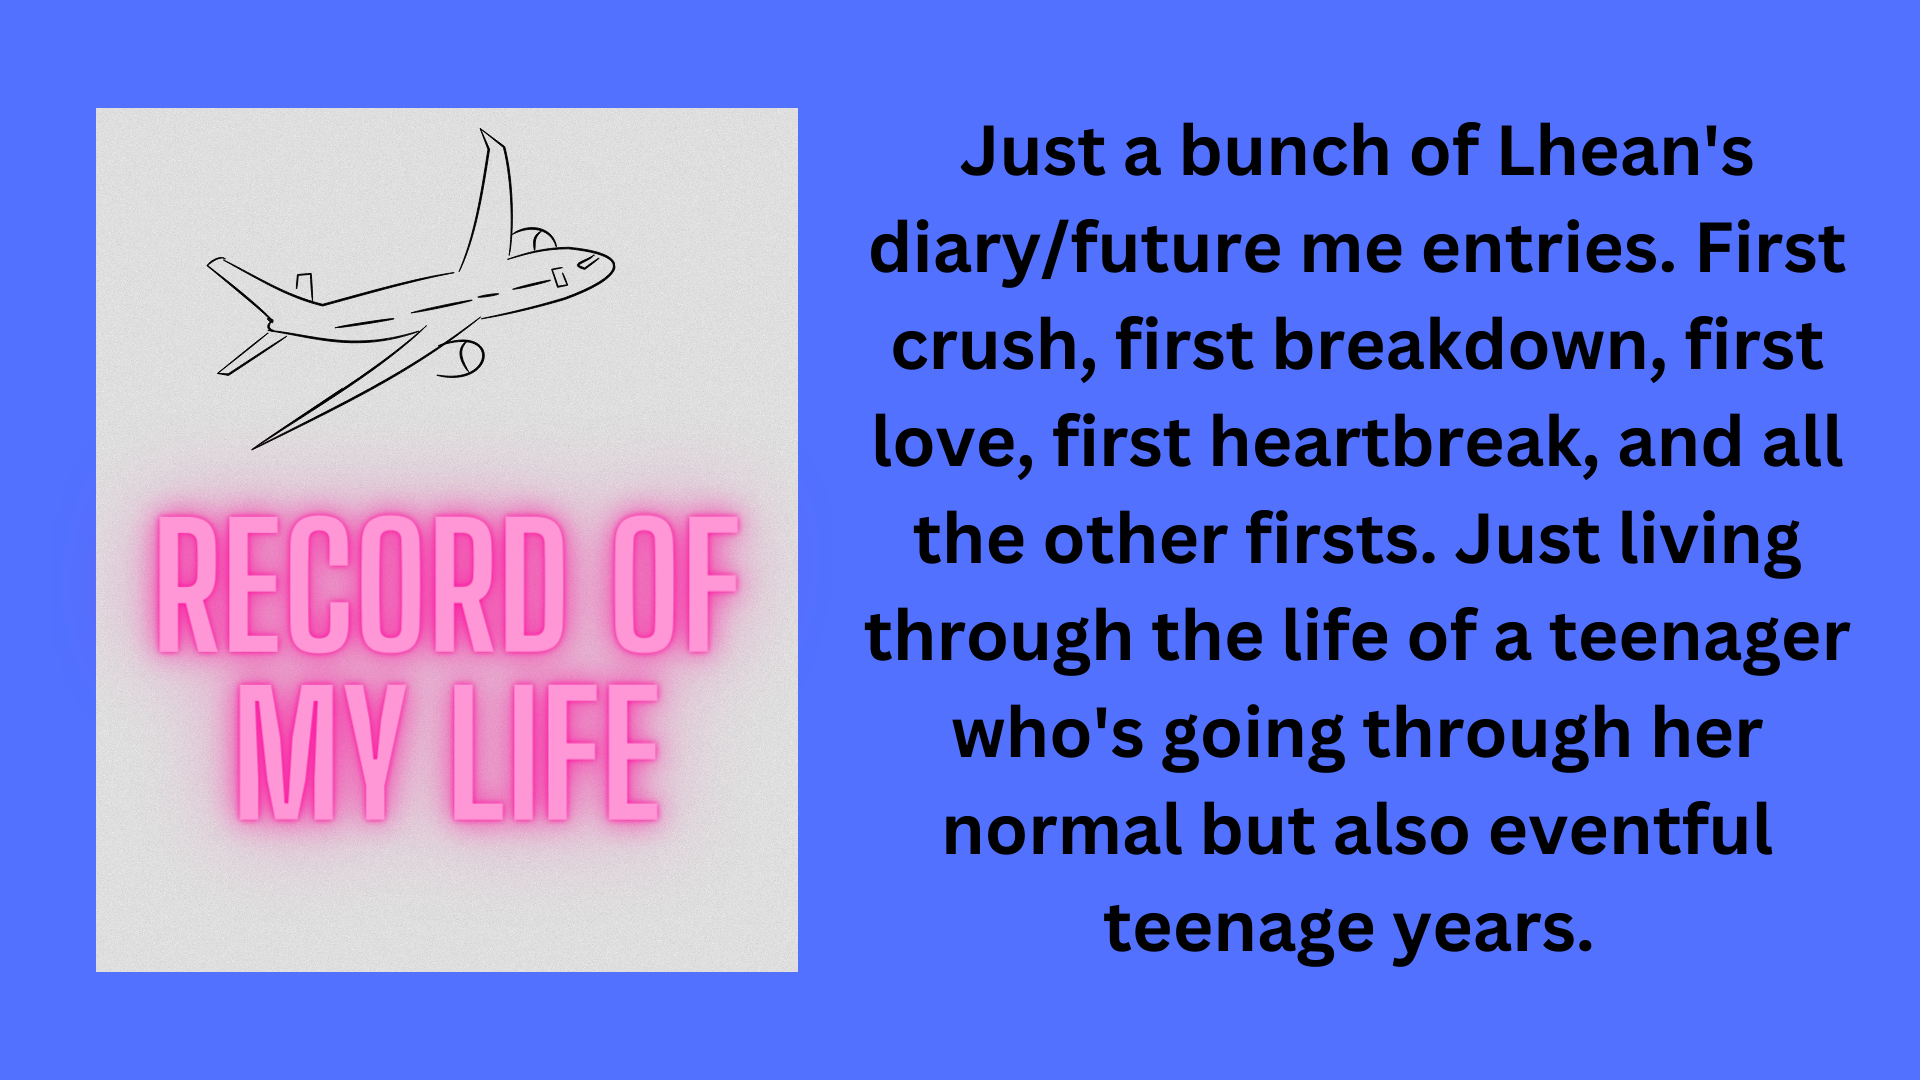 RECORD OF
MY LIFE
Just a bunch of Lhean's
diary/future me entries. First
crush, first breakdown, first
love, first heartbreak, and all
the other firsts. Just living
through the life of a teenager
who's going through her
normal but also eventful
teenage years.